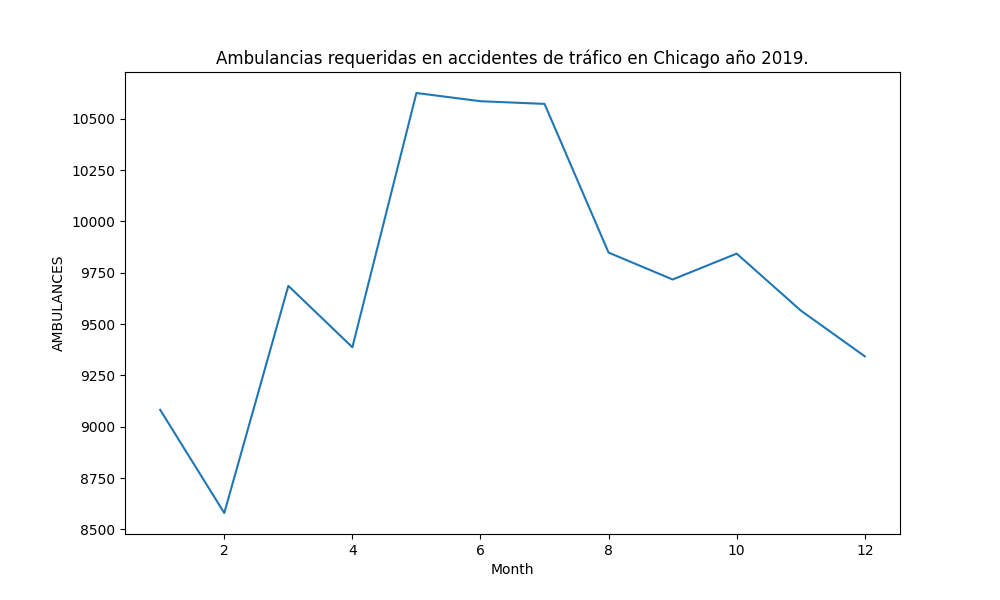 Ambulancias requeridas en accidentes de tráfico en Chicago año 2019.
AMBULANCES
10500
10250
10000
9750
9500
9250
9000
8750
8500
2 4 6 8 10 12
Month